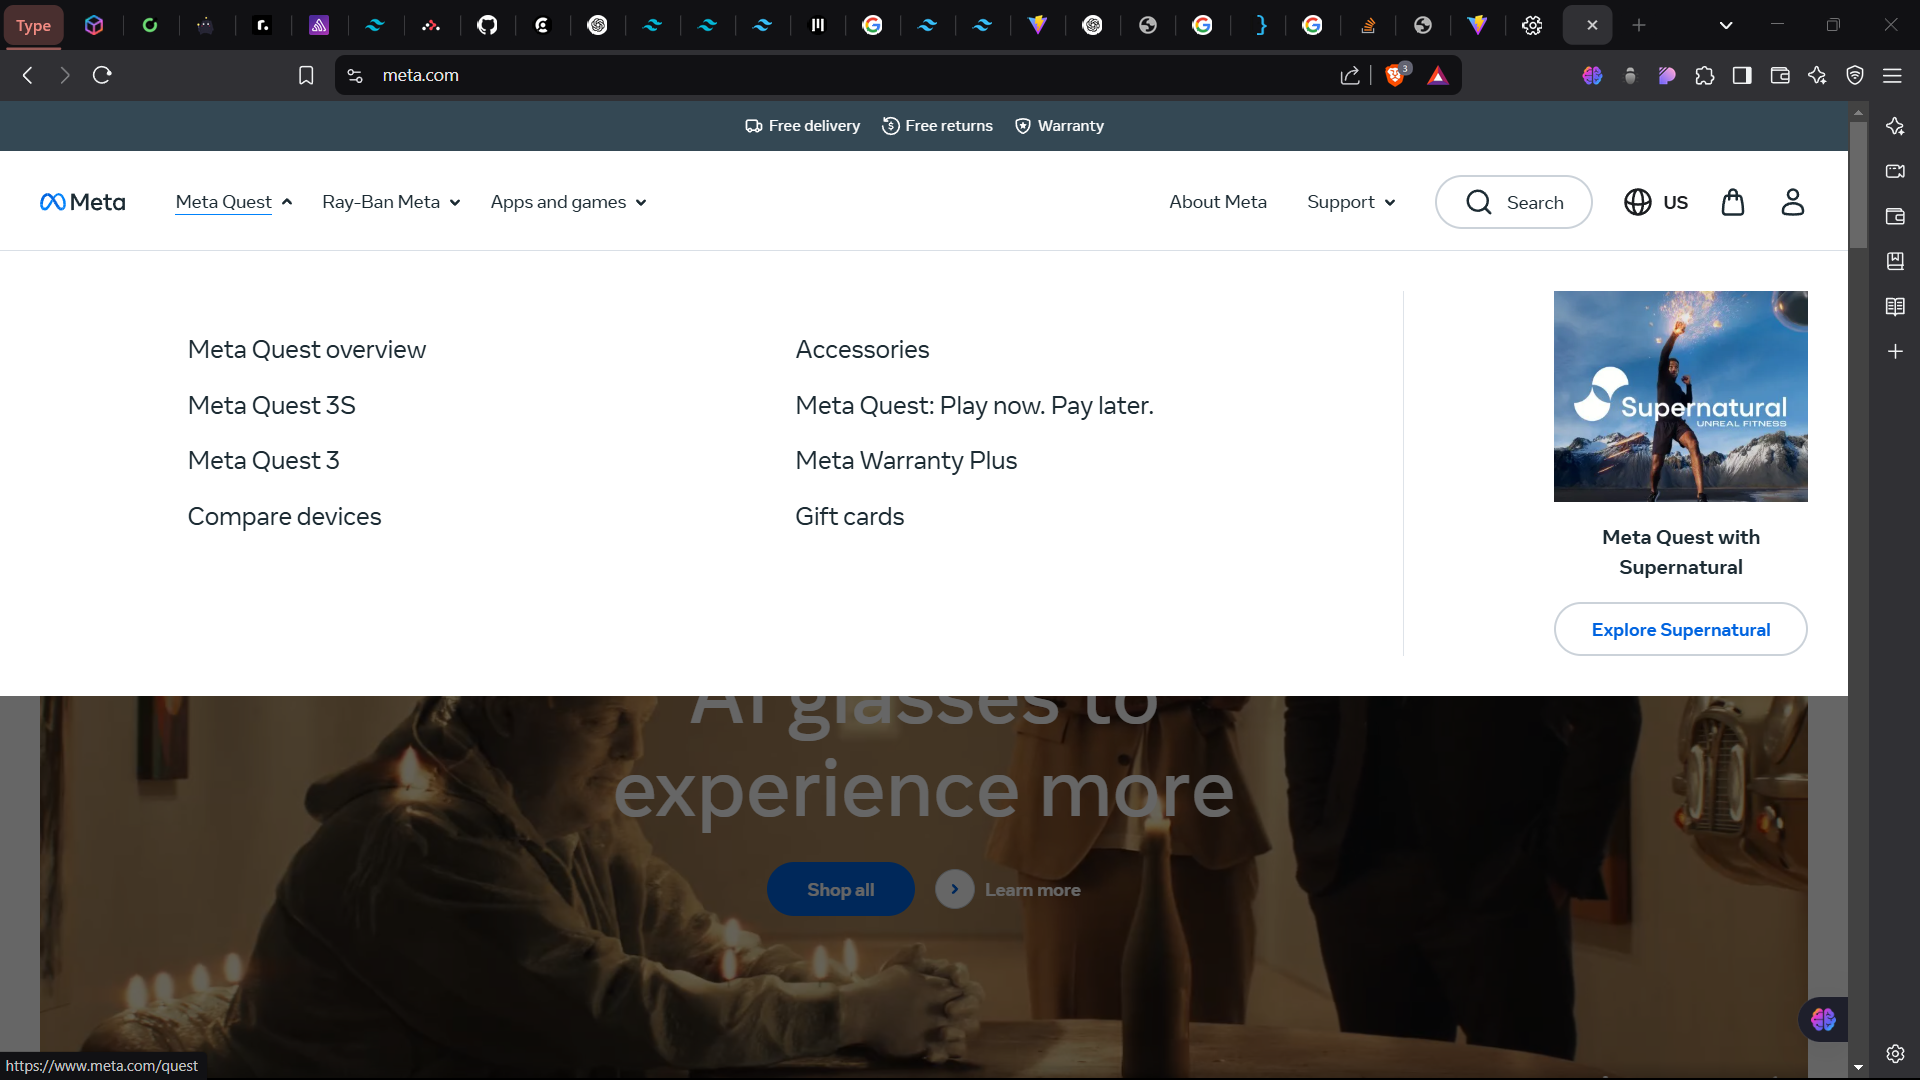 Type
meta.com
3
Free delivery Free returns Warranty
Meta
Meta Quest
Ray-Ban Meta
Apps and games
About Meta
Support
Search
US
Meta Quest overview
Meta Quest 3S
Meta Quest 3
Compare devices
Accessories
Meta Quest: Play now. Pay later.
Meta Warranty Plus
Gift cards
Supernatural
UNREAL FITNESS
Meta Quest with
Supernatural
Explore Supernatural
AI glasses to
experience more
Shop all
Learn more
https://www.meta.com/quest